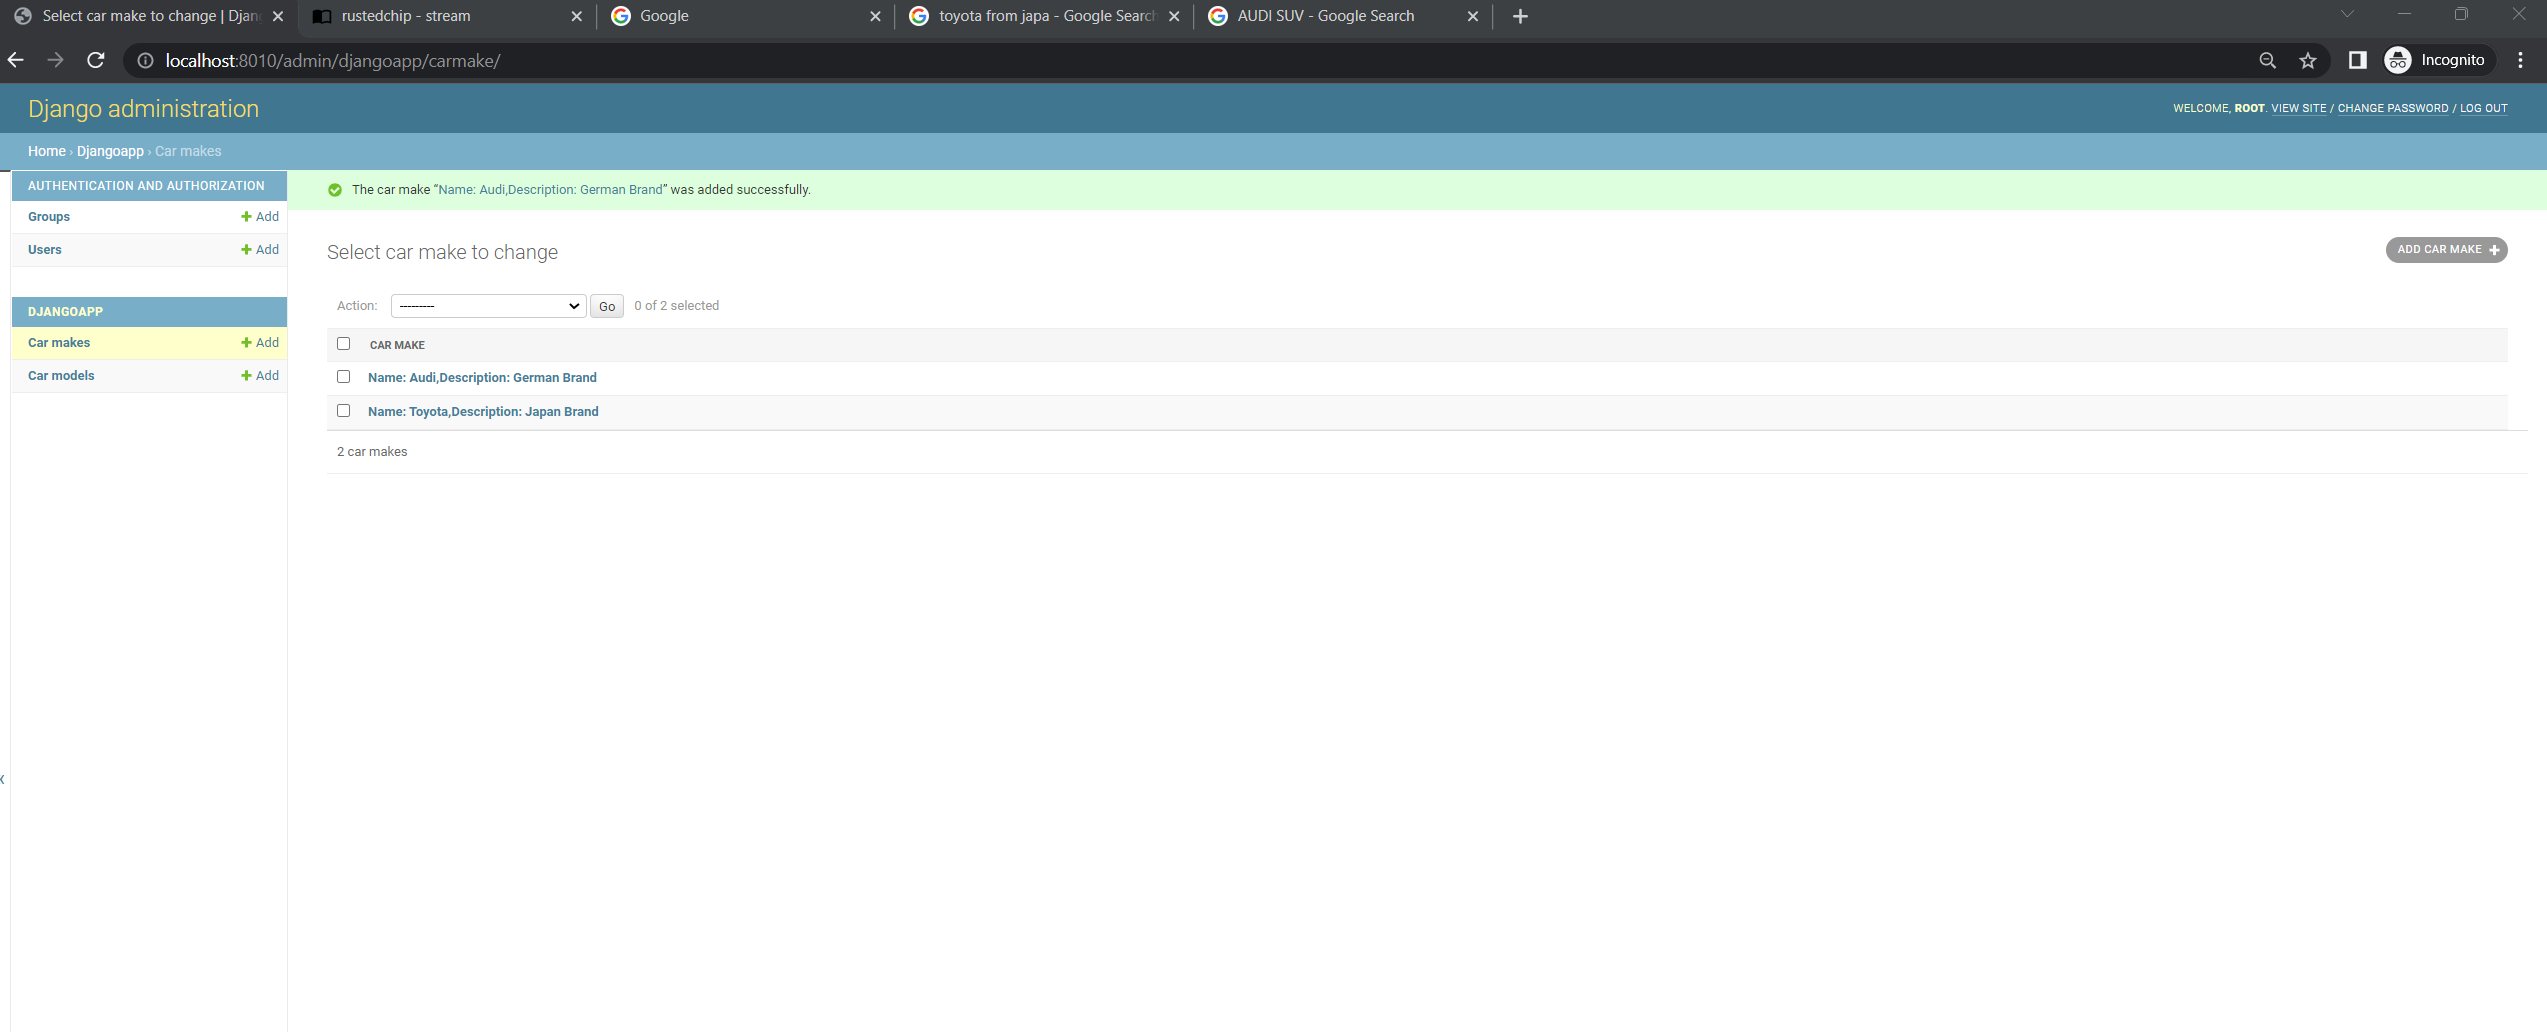 Select car make to change | Djan
rustedchip - stream
Google
toyota from japa - Google Search
AUDI SUV - Google Search
localhost:8010/admin/djangoapp/carmake/
Incognito
Django administration
WELCOME, ROOT. VIEW SITE / CHANGE PASSWORD / LOG OUT
Home › Djangoapp › Car makes
AUTHENTICATION AND AUTHORIZATION
Groups
Add
Users
Add
DJANGOAPP
Car makes
Add
Car models
Add
The car make “Name: Audi,Description: German Brand” was added successfully.
Select car make to change
ADD CAR MAKE
Action: --------- Go 0 of 2 selected
CAR MAKE
Name: Audi,Description: German Brand
Name: Toyota,Description: Japan Brand
2 car makes